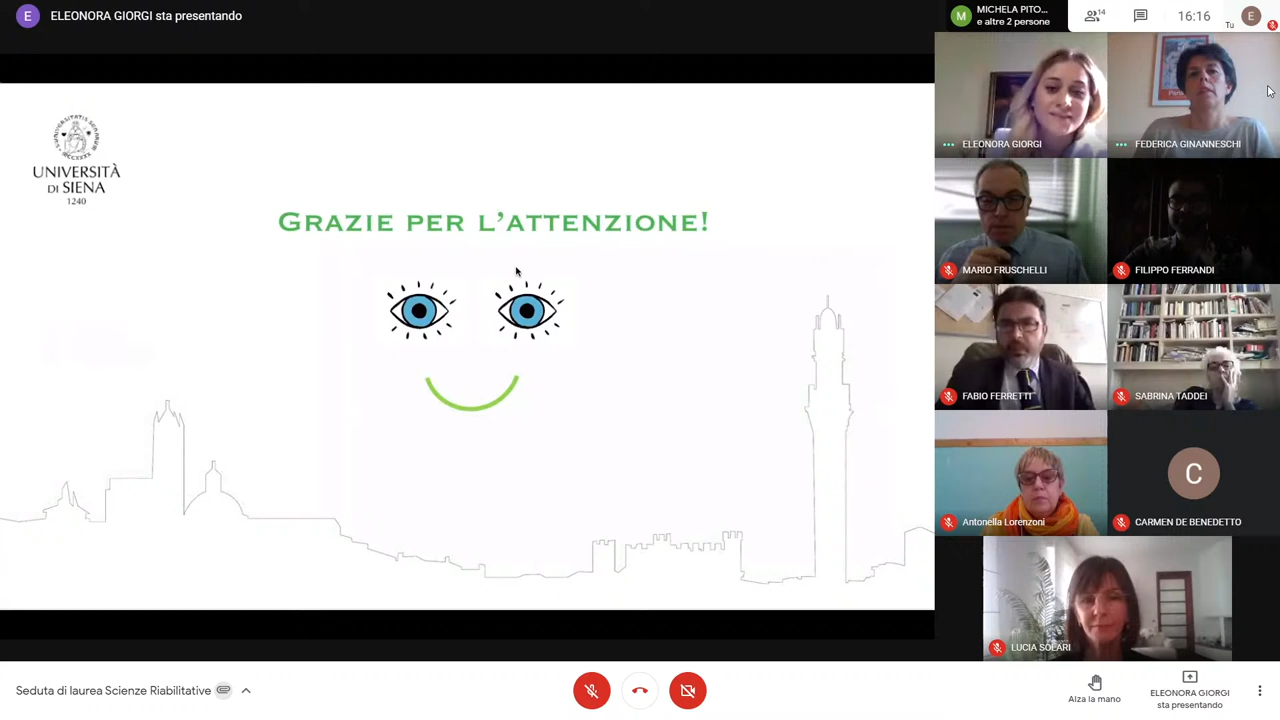 E ELEONORA GIORGI sta presentando
M MICHELA PITO...
e altre 2 persone
14
16:16
Tu
E
UNIVERSITÀ
DI SIENA
1240
GRAZIE PER L'ATTENZIONE!
ELEONORA GIORGI
FEDERICA GINANNESCHI
MARIO FRUSCHELLI
FILIPPO FERRANDI
FABIO FERRETTI
SABRINA TADDEI
Antonella Lorenzoni
C
CARMEN DE BENEDETTO
LUCIA SOLARI
Seduta di laurea Scienze Riabilitative
Alza la mano
ELEONORA GIORGI
sta presentando